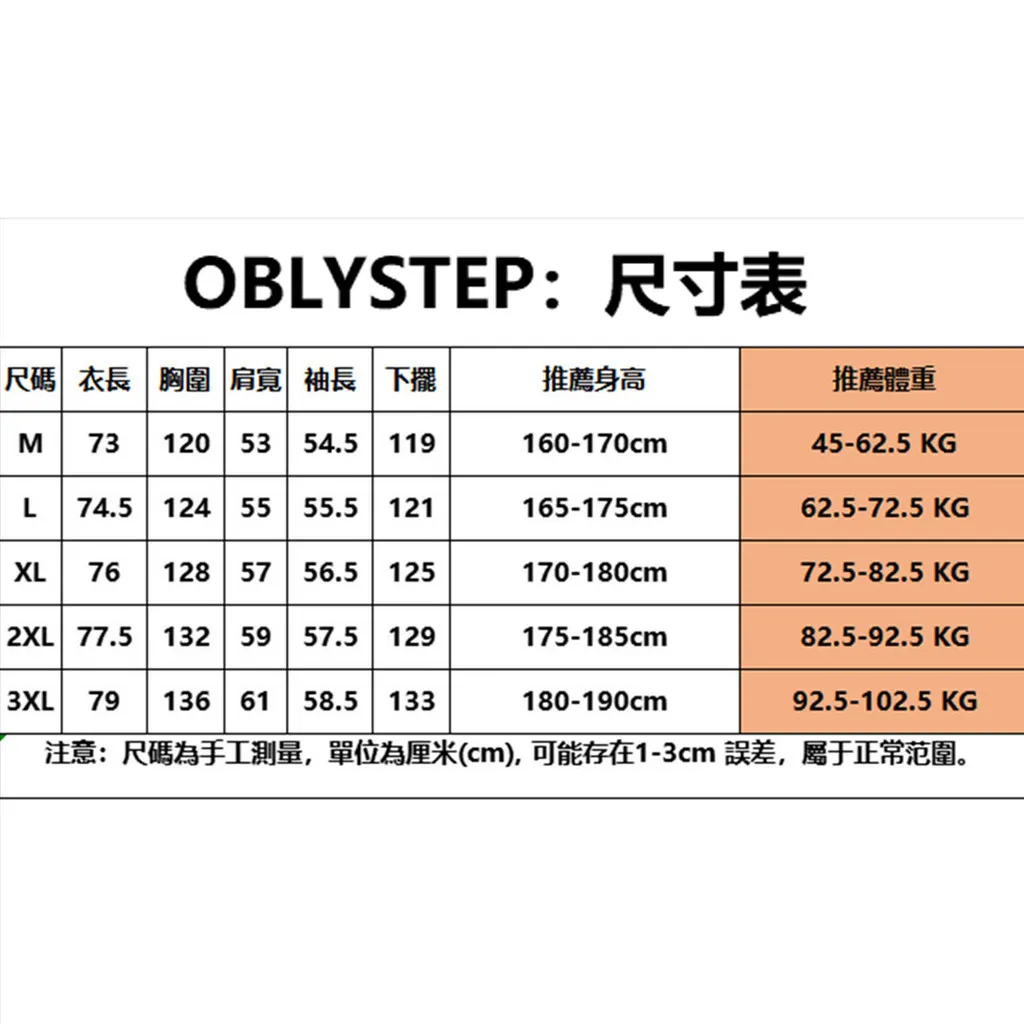 OBLYSTEP：尺寸表
尺碼 衣長 胸圍 肩寬 袖長 下擺 推薦身高 推薦體重
M 73 120 53 54.5 119 160-170cm 45-62.5 KG
L 74.5 124 55 55.5 121 165-175cm 62.5-72.5 KG
XL 76 128 57 56.5 125 170-180cm 72.5-82.5 KG
2XL 77.5 132 59 57.5 129 175-185cm 82.5-92.5 KG
3XL 79 136 61 58.5 133 180-190cm 92.5-102.5 KG
注意：尺碼為手工測量，單位為厘米(cm), 可能存在1-3cm 誤差，屬于正常范圍。